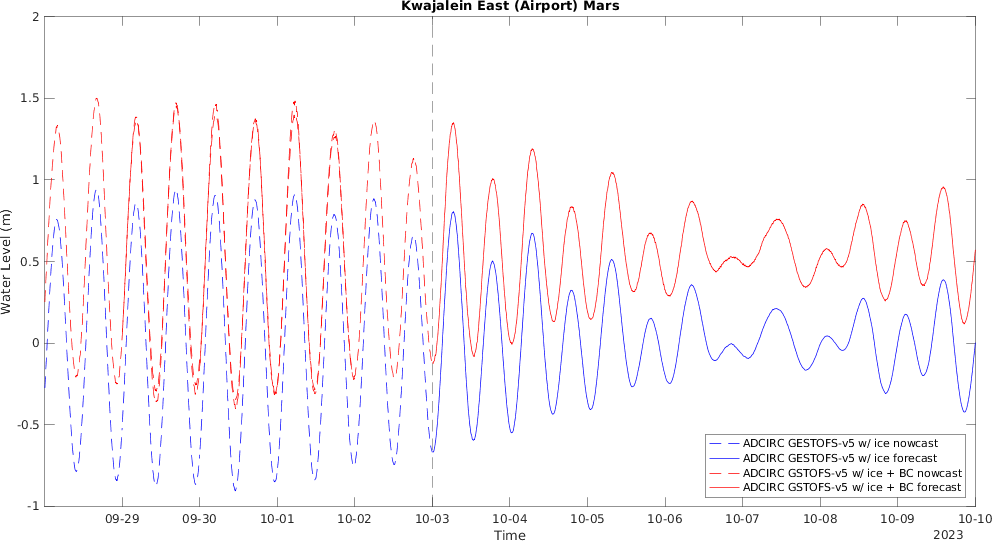 Kwajalein East (Airport) Mars
2
1.5
1
0.5
0
-0.5
-1
Water Level (m)
09-29 09-30 10-01 10-02 10-03 10-04 10-05 10-06 10-07 10-08 10-09 10-10
Time
2023
ADCIRC GESTOFS-v5 w/ ice nowcast
ADCIRC GESTOFS-v5 w/ ice forecast
ADCIRC GSTOFS-v5 w/ ice + BC nowcast
ADCIRC GSTOFS-v5 w/ ice + BC forecast